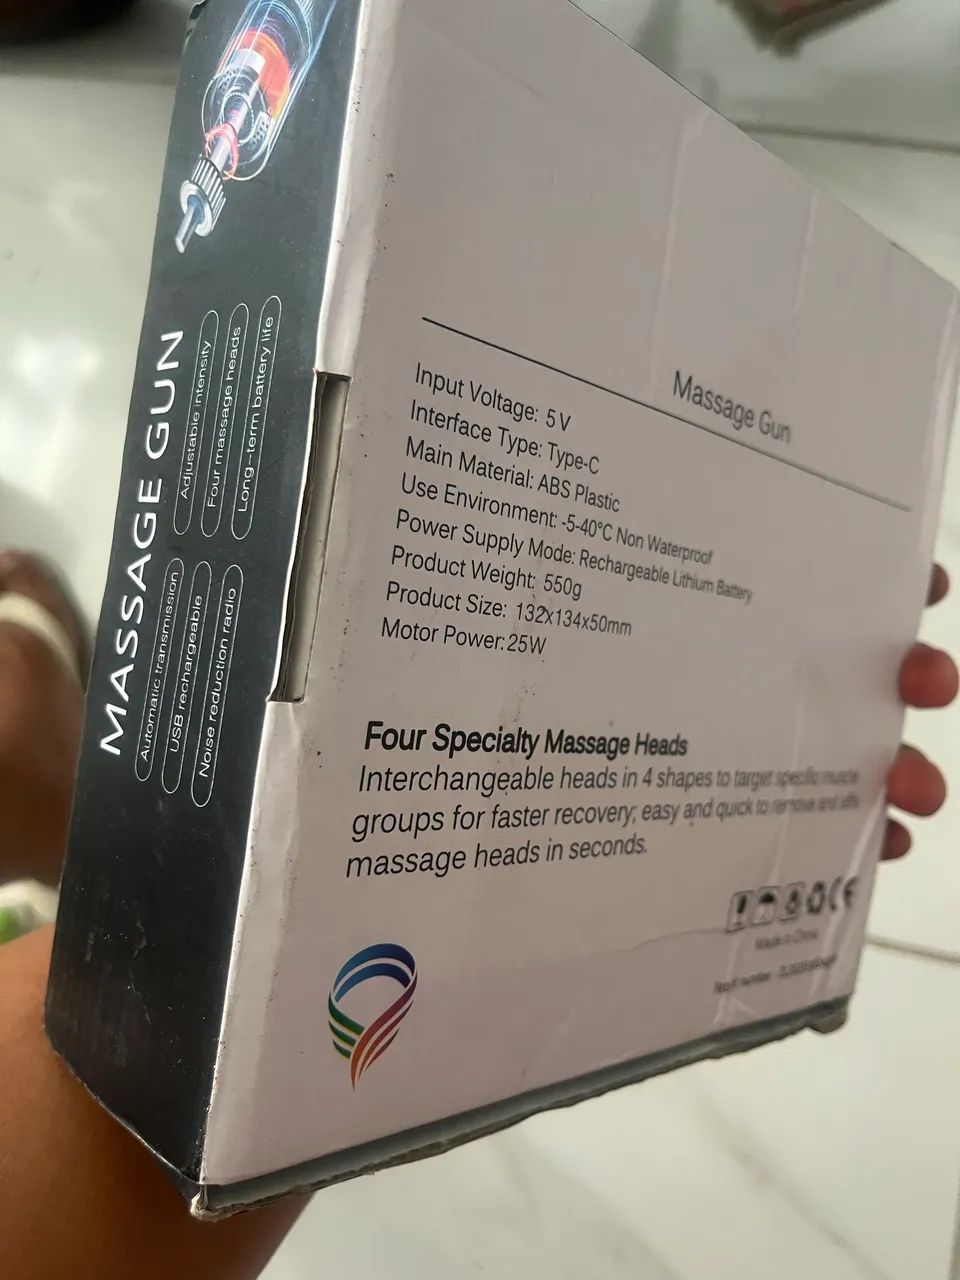 MASSAGE GUN
Adjustable intensity
Four massage heads
Long-term battery life
Automatic transmission
USB rechargeable
Noise reduction radio
Massage Gun
Input Voltage: 5V
Interface Type: Type-C
Main Material: ABS Plastic
Use Environment: -5-40°C Non Waterproof
Power Supply Mode: Rechargeable Lithium Battery
Product Weight: 550g
Product Size: 132x134x50mm
Motor Power:25W
Four Specialty Massage Heads
Interchangeable heads in 4 shapes to target specific muscle
groups for faster recovery; easy and quick to remove and affix
massage heads in seconds.
CE
Made in China